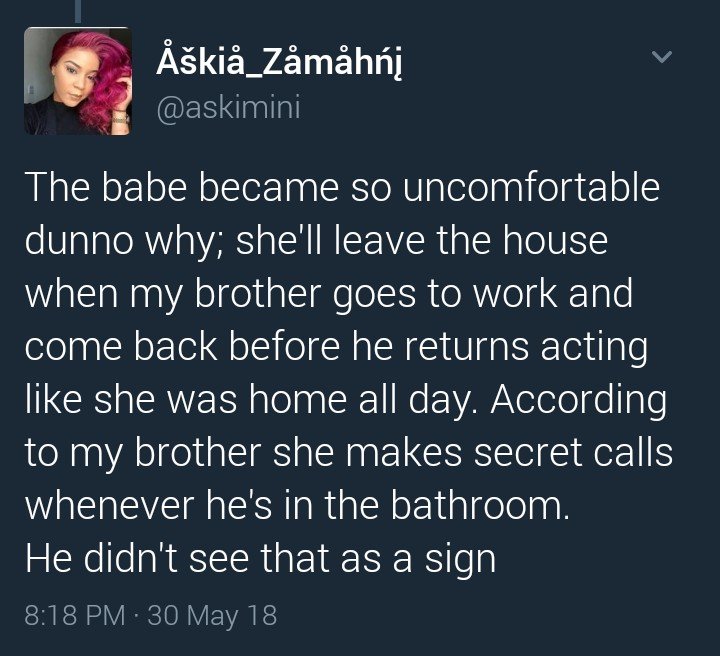 Åškiå_Zåmåhńį
@askimini
The babe became so uncomfortable
dunno why; she'll leave the house
when my brother goes to work and
come back before he returns acting
like she was home all day. According
to my brother she makes secret calls
whenever he's in the bathroom.
He didn't see that as a sign
8:18 PM · 30 May 18